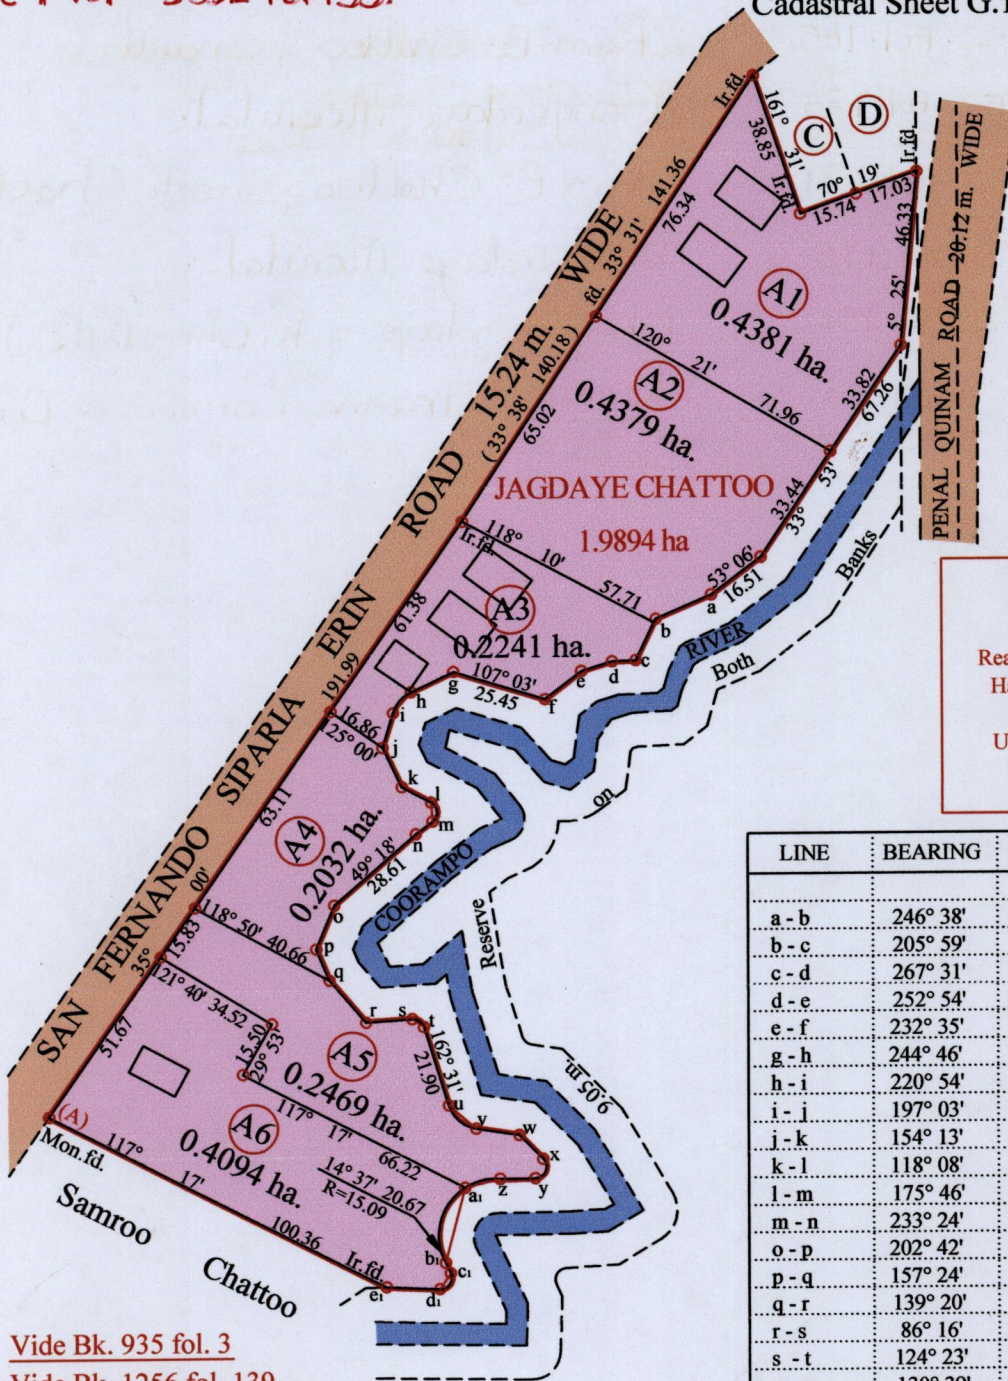 Cadastral Sheet G.
Ir.fd.
161° 31'
38.85
Ir.fd.
C
D
70° 19'
15.74
17.03
Ir.fd.
46.33
5° 25'
PENAL QUINAM ROAD 20.12 m. WIDE
141.36
76.34
33° 31'
fd.
A1
0.4381 ha.
120° 21'
71.96
33.82
67.26
A2
0.4379 ha.
(33° 38' 140.18)
65.02
JAGDAYE CHATTOO
1.9894 ha
33.44
33° 53'
53° 06'
16.51
Ir.fd.
118° 10'
57.71
a
b
c
d
e
f
g
h
i
j
k
l
m
n
o
p
q
r
s
t
u
v
w
x
y
z
a1
b1
c1
d1
e1
A3
0.2241 ha.
107° 03'
25.45
61.38
191.99
16.86
125° 00'
63.11
A4
0.2032 ha.
49° 18'
28.61
COORAMPO
RIVER
Reserve
9.05 m.
on
Both
Banks
SAN FERNANDO SIPARIA ERIN ROAD 15.24 m. WIDE
35° 00'
15.83
118° 50' 40.66
121° 40' 34.52
15.50
29° 53'
51.67
A5
0.2469 ha.
162° 31'
21.90
117° 17'
66.22
A6
0.4094 ha.
14° 37' 20.67
R=15.09
(A)
Mon.fd.
117° 17'
100.36
Ir.fd.
Samroo Chattoo
Vide Bk. 935 fol. 3
Vide Bk. 1256 fol. 139
LINE BEARING
a - b 246° 38'
b - c 205° 59'
c - d 267° 31'
d - e 252° 54'
e - f 232° 35'
g - h 244° 46'
h - i 220° 54'
i - j 197° 03'
j - k 154° 13'
k - l 118° 08'
l - m 175° 46'
m - n 233° 24'
o - p 202° 42'
p - q 157° 24'
q - r 139° 20'
r - s 86° 16'
s - t 124° 23'